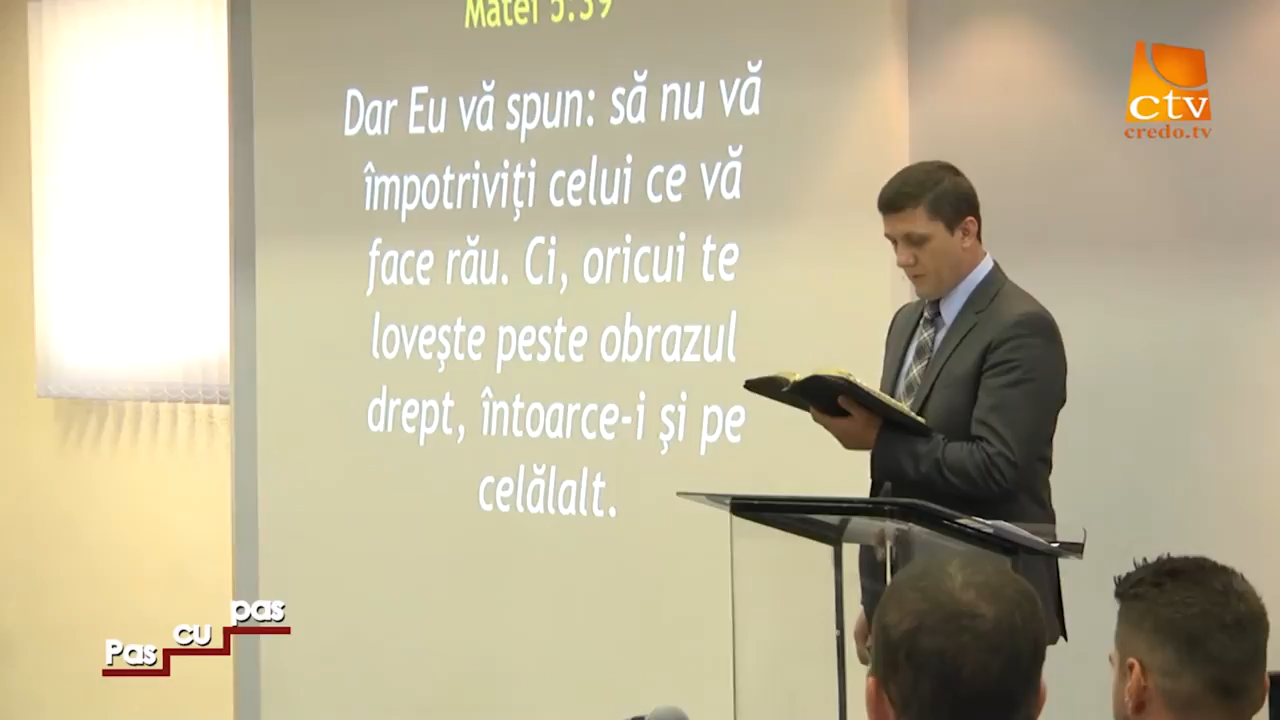 Matei 5:39
Dar Eu vă spun: să nu vă
împotriviţi celui ce vă
face rău. Ci, oricui te
loveşte peste obrazul
drept, întoarce-i şi pe
celălalt.
ctv
credo.tv
Pas cu pas